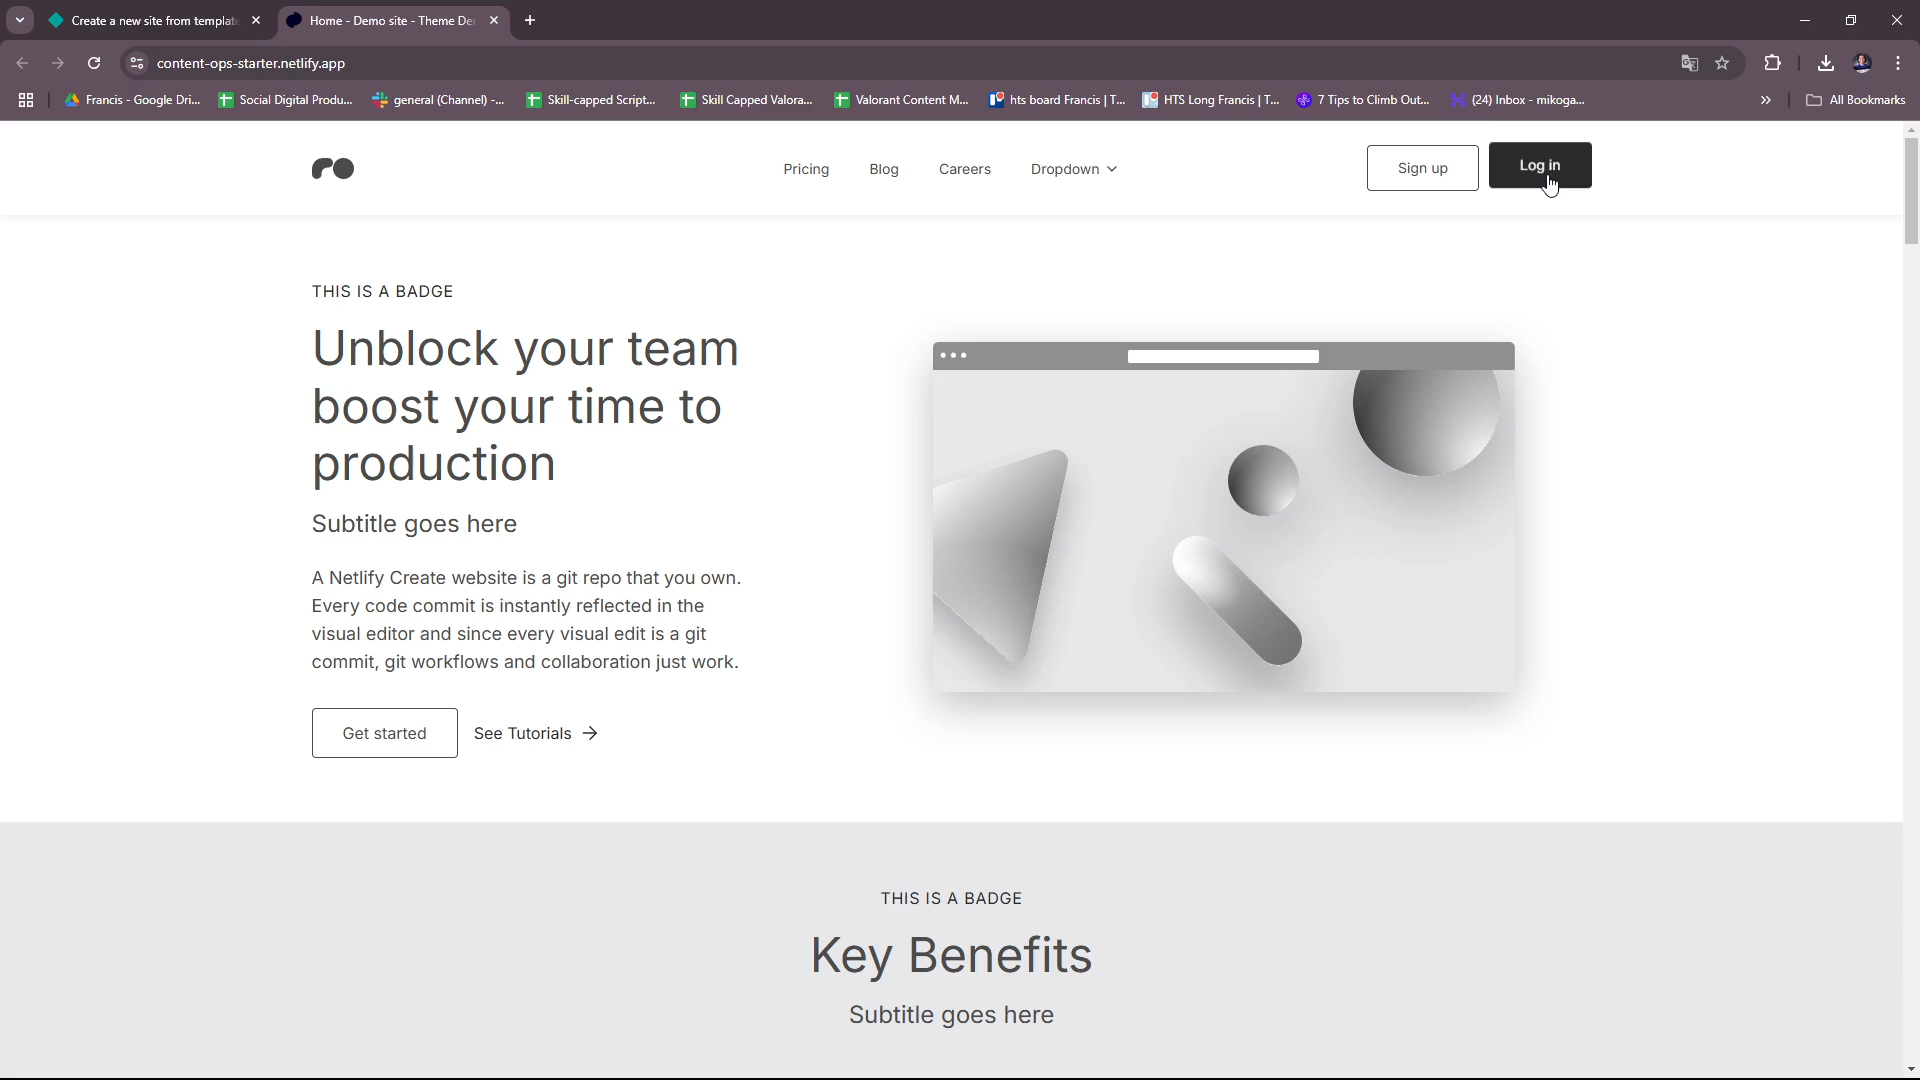 Create a new site from templat
Home - Demo site - Theme De
content-ops-starter.netlify.app
Francis - Google Dri...
Social Digital Produ...
general (Channel) -...
Skill-capped Script...
Skill Capped Valora...
Valorant Content M...
hts board Francis | T...
HTS Long Francis | T...
7 Tips to Climb Out...
(24) Inbox - mikoga...
All Bookmarks
Pricing
Blog
Careers
Dropdown
Sign up
Log in
THIS IS A BADGE
Unblock your team
boost your time to
production
Subtitle goes here
A Netlify Create website is a git repo that you own.
Every code commit is instantly reflected in the
visual editor and since every visual edit is a git
commit, git workflows and collaboration just work.
Get started
See Tutorials
THIS IS A BADGE
Key Benefits
Subtitle goes here